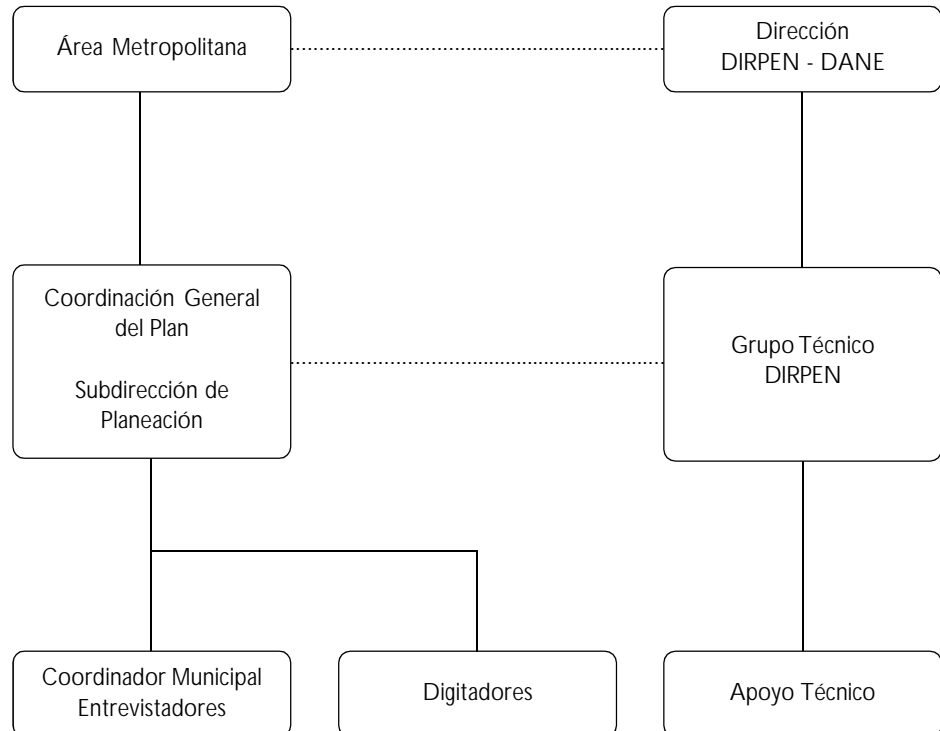 Área Metropolitana
Dirección
DIRPEN - DANE
Coordinación General
del Plan
Subdirección de
Planeación
Grupo Técnico
DIRPEN
Coordinador Municipal
Entrevistadores
Digitadores
Apoyo Técnico